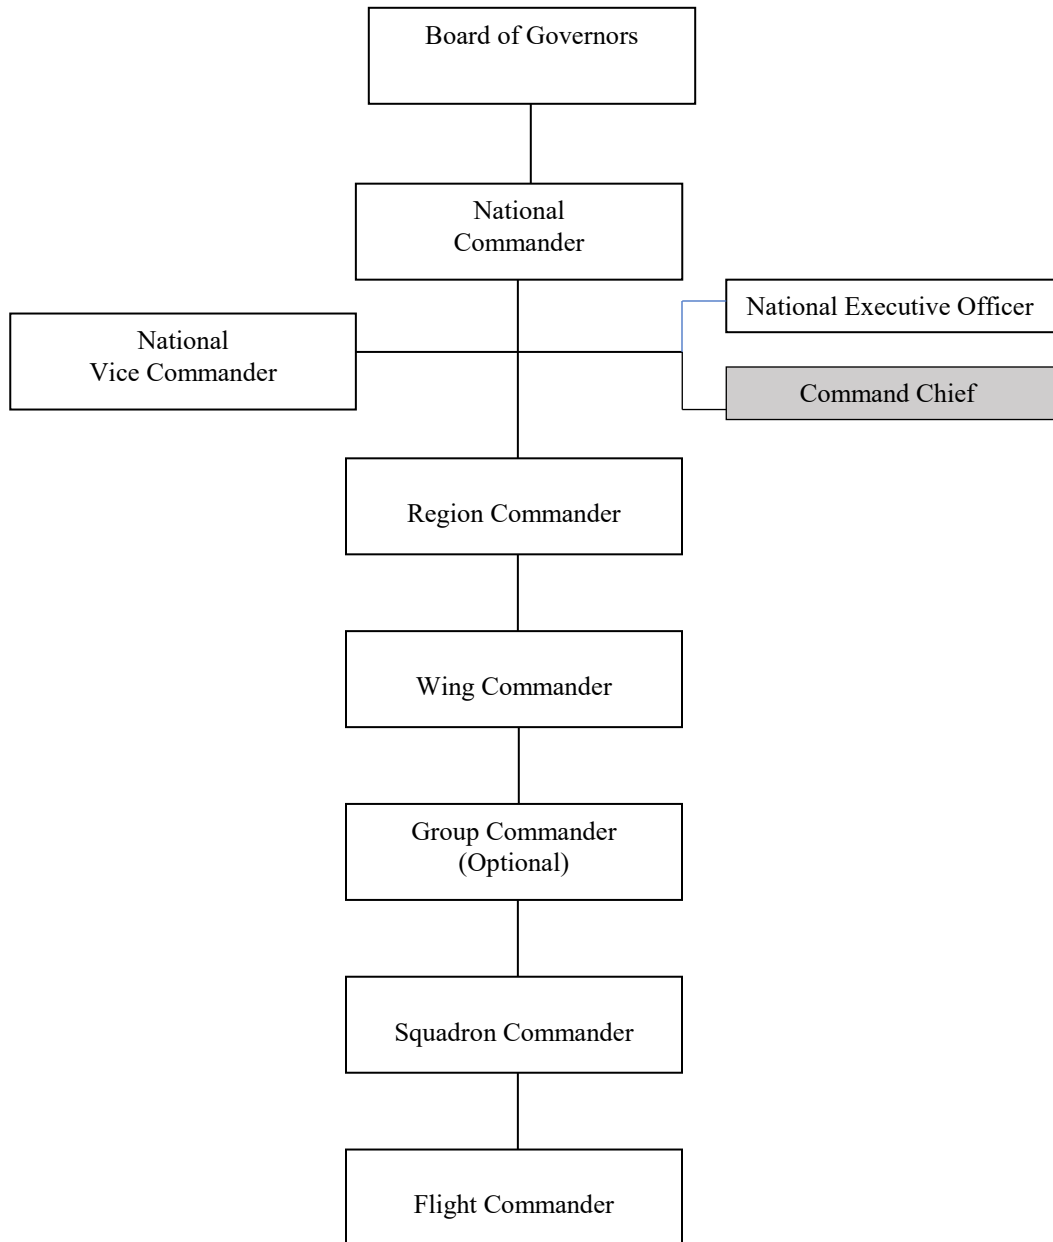 Board of Governors
National
Commander
National Executive Officer
National
Vice Commander
Command Chief
Region Commander
Wing Commander
Group Commander
(Optional)
Squadron Commander
Flight Commander